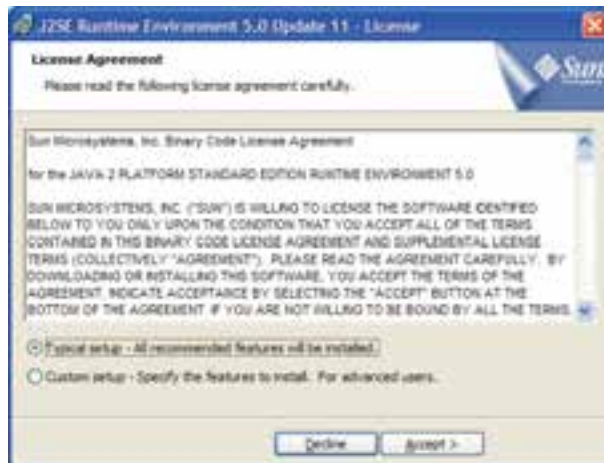 J2SE Runtime Environment 5.0 Update 11 - License
License Agreement
Please read the following license agreement carefully.
Sun
Sun Microsystems, Inc. Binary Code License Agreement
for the JAVA 2 PLATFORM STANDARD EDITION RUNTIME ENVIRONMENT 5.0
SUN MICROSYSTEMS, INC. ("SUN") IS WILLING TO LICENSE THE SOFTWARE IDENTIFIED
BELOW TO YOU ONLY UPON THE CONDITION THAT YOU ACCEPT ALL OF THE TERMS
CONTAINED IN THIS BINARY CODE LICENSE AGREEMENT AND SUPPLEMENTAL LICENSE
TERMS (COLLECTIVELY "AGREEMENT"). PLEASE READ THE AGREEMENT CAREFULLY. BY
DOWNLOADING OR INSTALLING THIS SOFTWARE, YOU ACCEPT THE TERMS OF THE
AGREEMENT. INDICATE ACCEPTANCE BY SELECTING THE "ACCEPT" BUTTON AT THE
BOTTOM OF THE AGREEMENT. IF YOU ARE NOT WILLING TO BE BOUND BY ALL THE TERMS,
Typical setup - All recommended features will be installed.
Custom setup - Specify the features to install. For advanced users.
Decline
Accept >